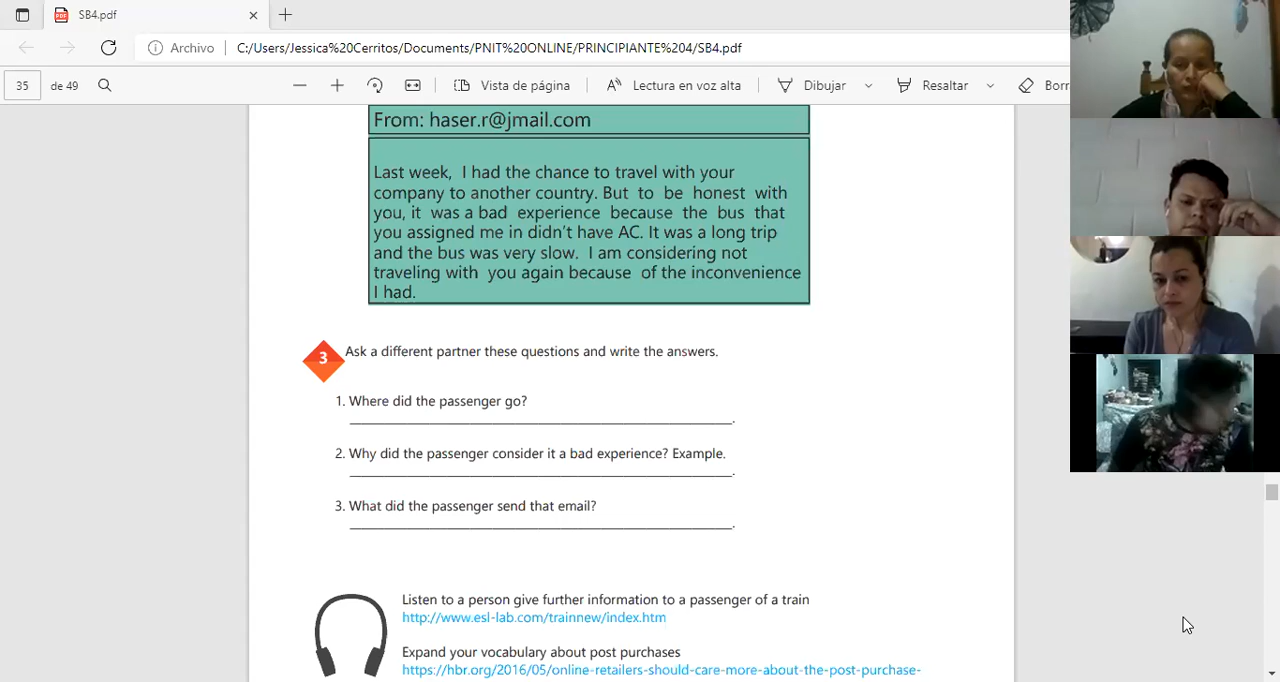 SB4.pdf
Archivo
C:/Users/Jessica%20Cerritos/Documents/PNIT%20ONLINE/PRINCIPIANTE%204/SB4.pdf
35 de 49
Vista de página
Lectura en voz alta
Dibujar
Resaltar
Borr
From: haser.r@jmail.com
Last week, I had the chance to travel with your
company to another country. But to be honest with
you, it was a bad experience because the bus that
you assigned me in didn't have AC. It was a long trip
and the bus was very slow. I am considering not
traveling with you again because of the inconvenience
I had.
3
Ask a different partner these questions and write the answers.
1. Where did the passenger go?
2. Why did the passenger consider it a bad experience? Example.
3. What did the passenger send that email?
Listen to a person give further information to a passenger of a train
http://www.esl-lab.com/trainnew/index.htm
Expand your vocabulary about post purchases
https://hbr.org/2016/05/online-retailers-should-care-more-about-the-post-purchase-